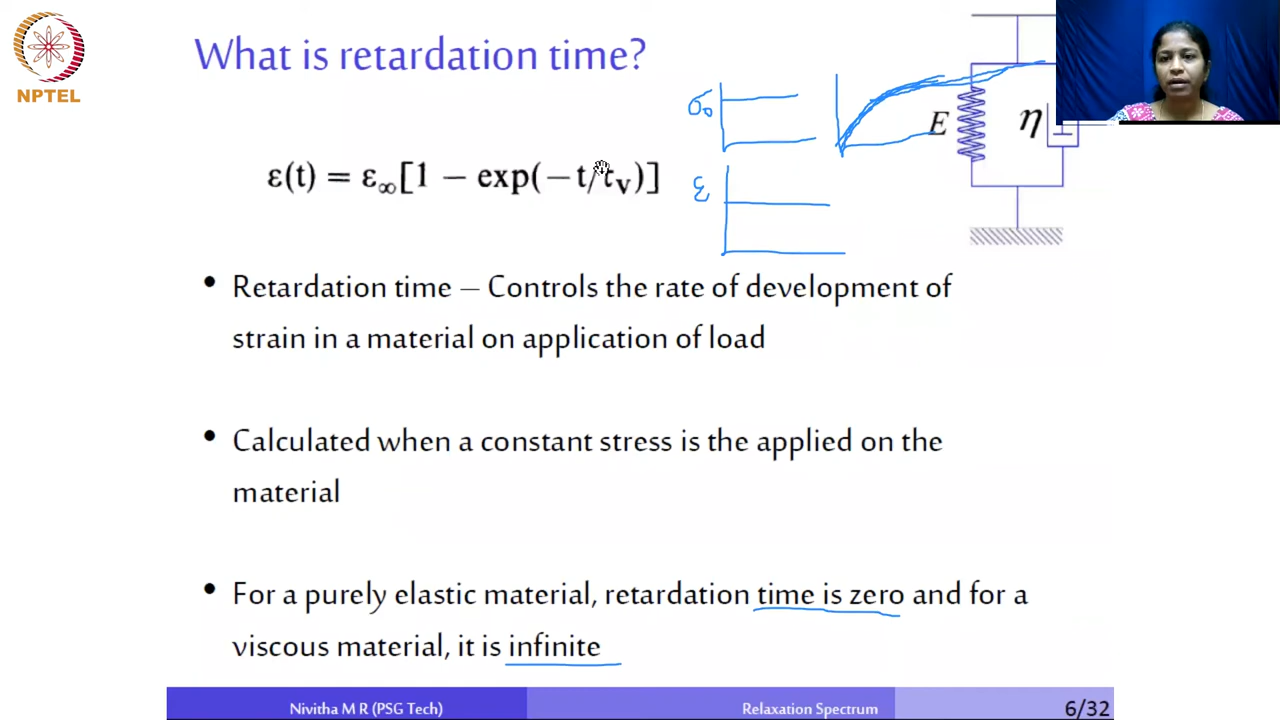 NPTEL
What is retardation time?
σ₀
E
η
ε(t) = ε∞[1 − exp(−t/tᵥ)]
ε
• Retardation time – Controls the rate of development of
strain in a material on application of load
• Calculated when a constant stress is the applied on the
material
• For a purely elastic material, retardation time is zero and for a
viscous material, it is infinite
Nivitha M R (PSG Tech)
Relaxation Spectrum
6/32